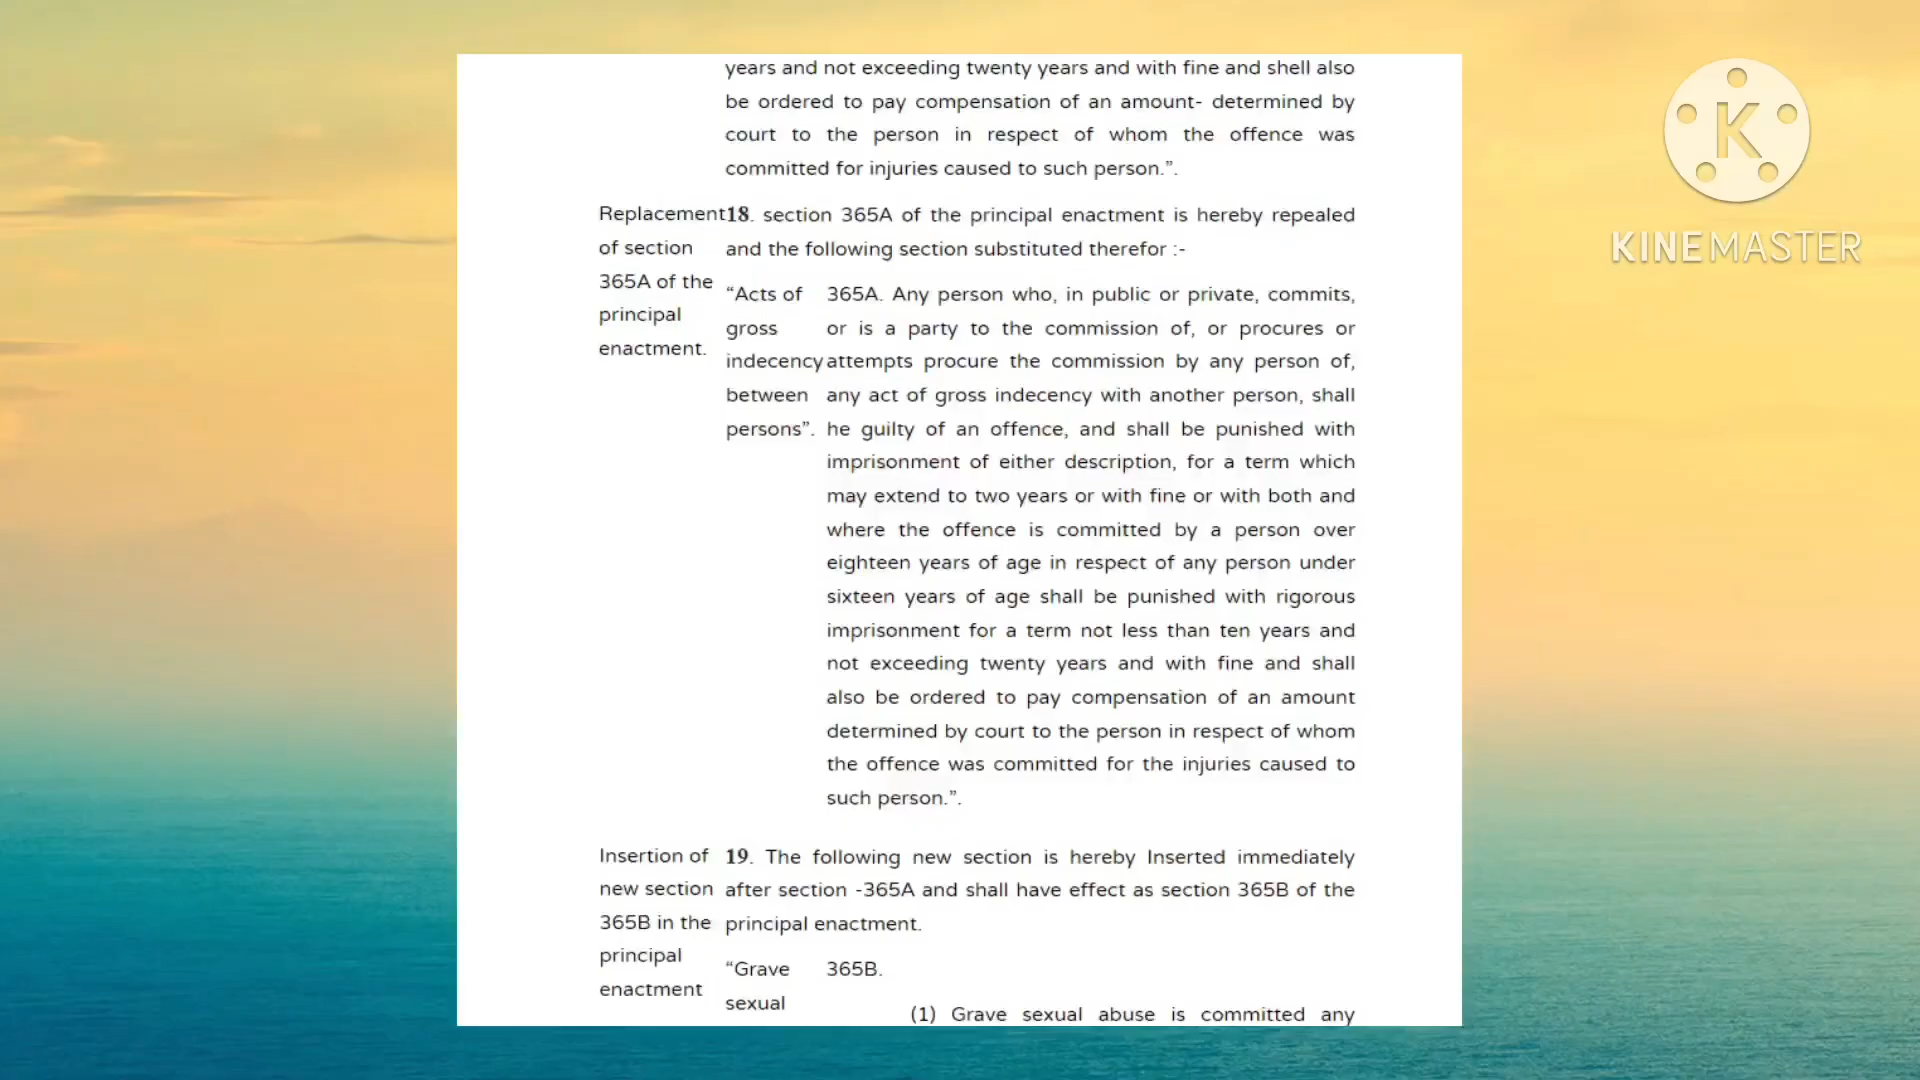 years and not exceeding twenty years and with fine and shell also
be ordered to pay compensation of an amount- determined by
court to the person in respect of whom the offence was
committed for injuries caused to such person.”.
Replacement
of section
365A of the
principal
enactment.
18. section 365A of the principal enactment is hereby repealed
and the following section substituted therefor :-
“Acts of
gross
indecency
between
persons”.
365A. Any person who, in public or private, commits,
or is a party to the commission of, or procures or
attempts procure the commission by any person of,
any act of gross indecency with another person, shall
he guilty of an offence, and shall be punished with
imprisonment of either description, for a term which
may extend to two years or with fine or with both and
where the offence is committed by a person over
eighteen years of age in respect of any person under
sixteen years of age shall be punished with rigorous
imprisonment for a term not less than ten years and
not exceeding twenty years and with fine and shall
also be ordered to pay compensation of an amount
determined by court to the person in respect of whom
the offence was committed for the injuries caused to
such person.”.
Insertion of
new section
365B in the
principal
enactment
19. The following new section is hereby Inserted immediately
after section -365A and shall have effect as section 365B of the
principal enactment.
“Grave
sexual
365B.
(1) Grave sexual abuse is committed any
K
KINEMASTER